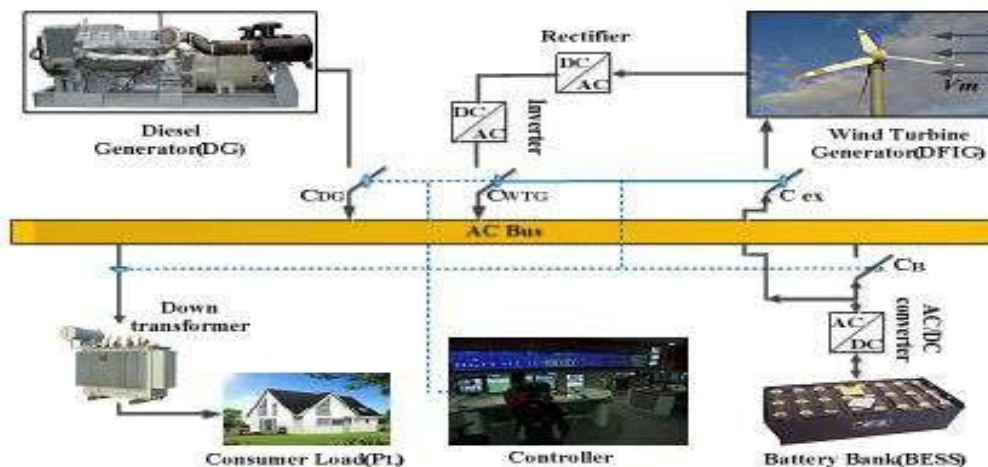 Rectifier
DC
AC
DC
AC
Inverter
Vm
Diesel
Generator(DG)
Wind Turbine
Generator(DFIG)
CDG
CWTG
C ex
AC Bus
CB
Down
transformer
AC
DC
AC/DC
converter
Consumer Load(PL)
Controller
Battery Bank(BESS)